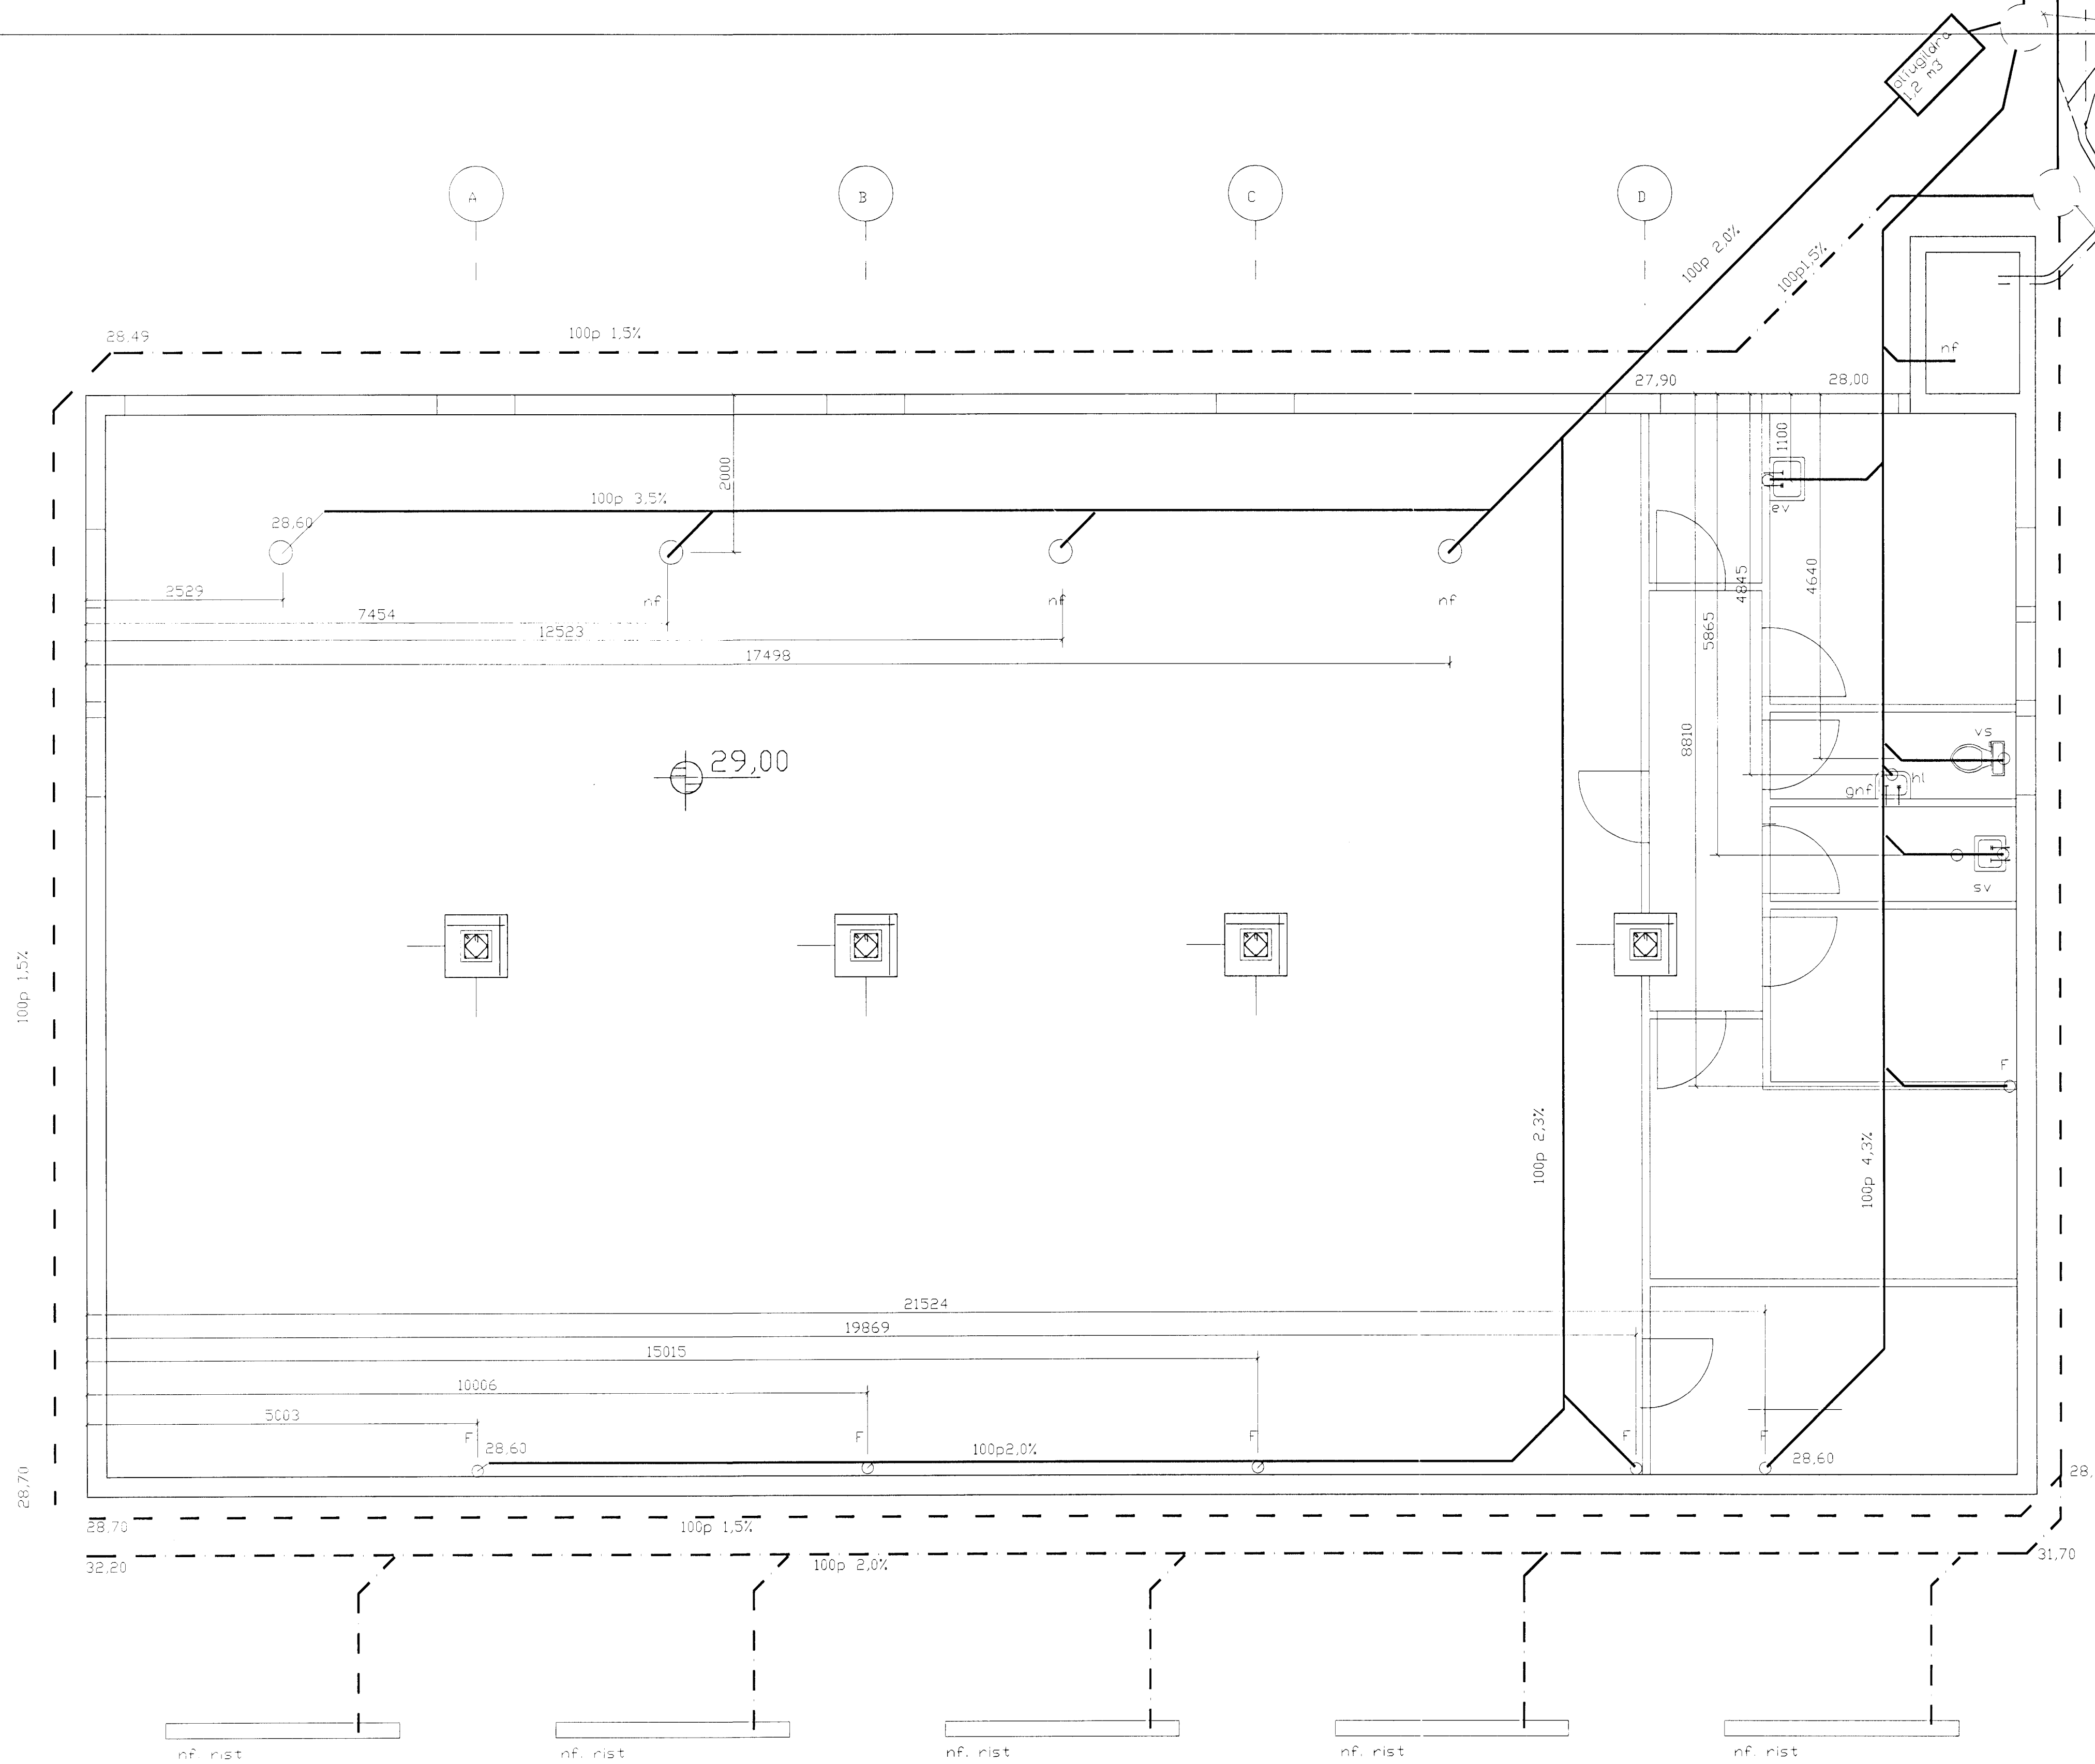 olíugildra
1,2 m3
A
B
C
D
100p 2,0%
100p1,5%
28,49
100p 1,5%
nf
27,90
28,00
1100
2000
100p 3,5%
28,60
ev
2529
nf
nf
nf
7454
12523
17498
4845
4640
5865
8810
29,00
vs
hl
gnf
sv
F
100p 1,5%
100p 2,3%
100p 4,3%
21524
19869
15015
10006
5003
F
28,60
F
100p2,0%
F
F
F
28,60
28,70
28,
28,70
100p 1,5%
32,20
100p 2,0%
31,70
nf. rist
nf. rist
nf. rist
nf. rist
nf. rist